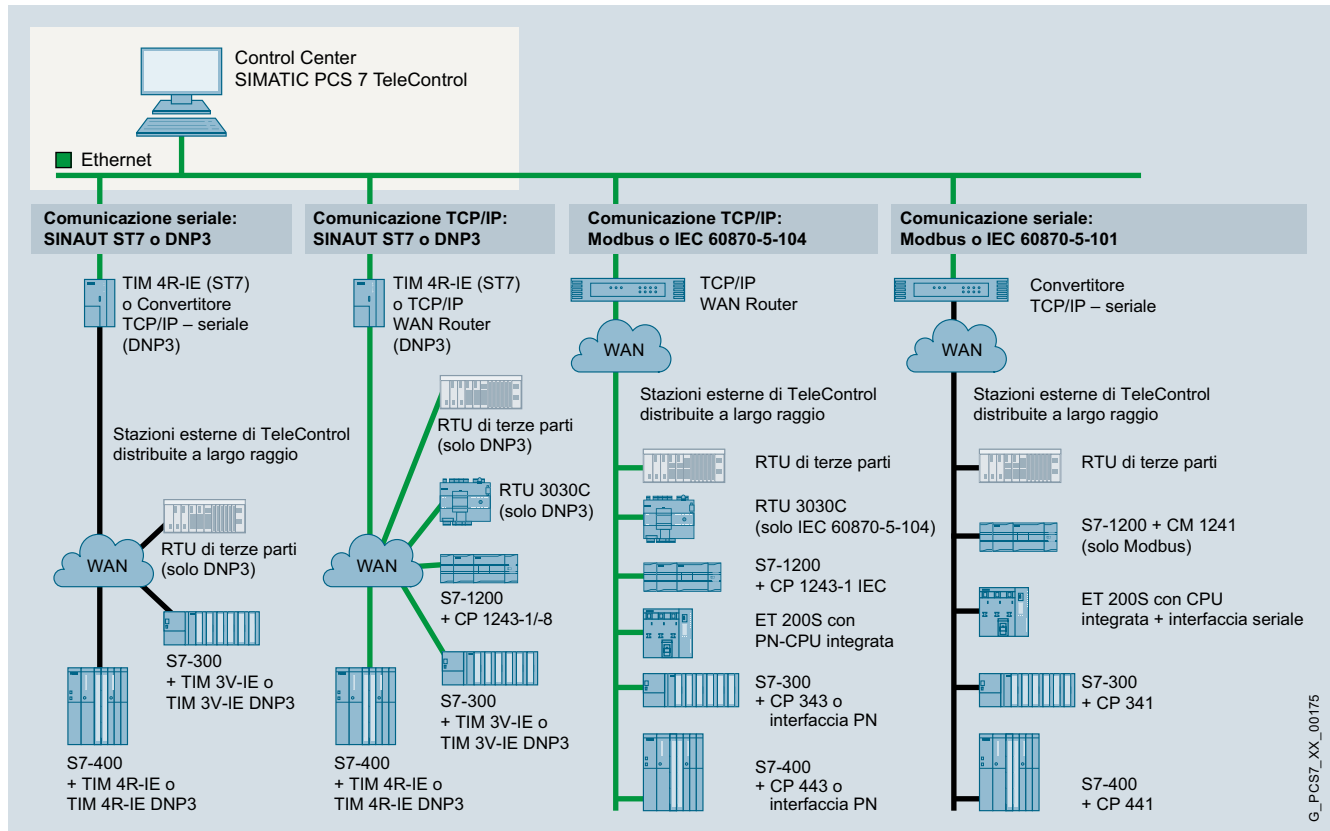 Control Center
SIMATIC PCS 7 TeleControl
Ethernet
Comunicazione seriale:
SINAUT ST7 o DNP3
TIM 4R-IE (ST7)
o Convertitore
TCP/IP – seriale
(DNP3)
Stazioni esterne di TeleControl
distribuite a largo raggio
RTU di terze parti
(solo DNP3)
WAN
S7-300
+ TIM 3V-IE o
TIM 3V-IE DNP3
S7-400
+ TIM 4R-IE o
TIM 4R-IE DNP3
Comunicazione TCP/IP:
SINAUT ST7 o DNP3
TIM 4R-IE (ST7)
o TCP/IP
WAN Router
(DNP3)
RTU di terze parti
(solo DNP3)
RTU 3030C
(solo DNP3)
WAN
S7-1200
+ CP 1243-1/-8
S7-300
+ TIM 3V-IE o
TIM 3V-IE DNP3
S7-400
+ TIM 4R-IE o
TIM 4R-IE DNP3
Comunicazione TCP/IP:
Modbus o IEC 60870-5-104
TCP/IP
WAN Router
WAN
Stazioni esterne di TeleControl
distribuite a largo raggio
RTU di terze parti
RTU 3030C
(solo IEC 60870-5-104)
S7-1200
+ CP 1243-1 IEC
ET 200S con
PN-CPU integrata
S7-300
+ CP 343 o
interfaccia PN
S7-400
+ CP 443 o
interfaccia PN
Comunicazione seriale:
Modbus o IEC 60870-5-101
Convertitore
TCP/IP – seriale
WAN
Stazioni esterne di TeleControl
distribuite a largo raggio
RTU di terze parti
S7-1200 + CM 1241
(solo Modbus)
ET 200S con CPU
integrata + interfaccia seriale
S7-300
+ CP 341
S7-400
+ CP 441
G_PCS7_XX_00175